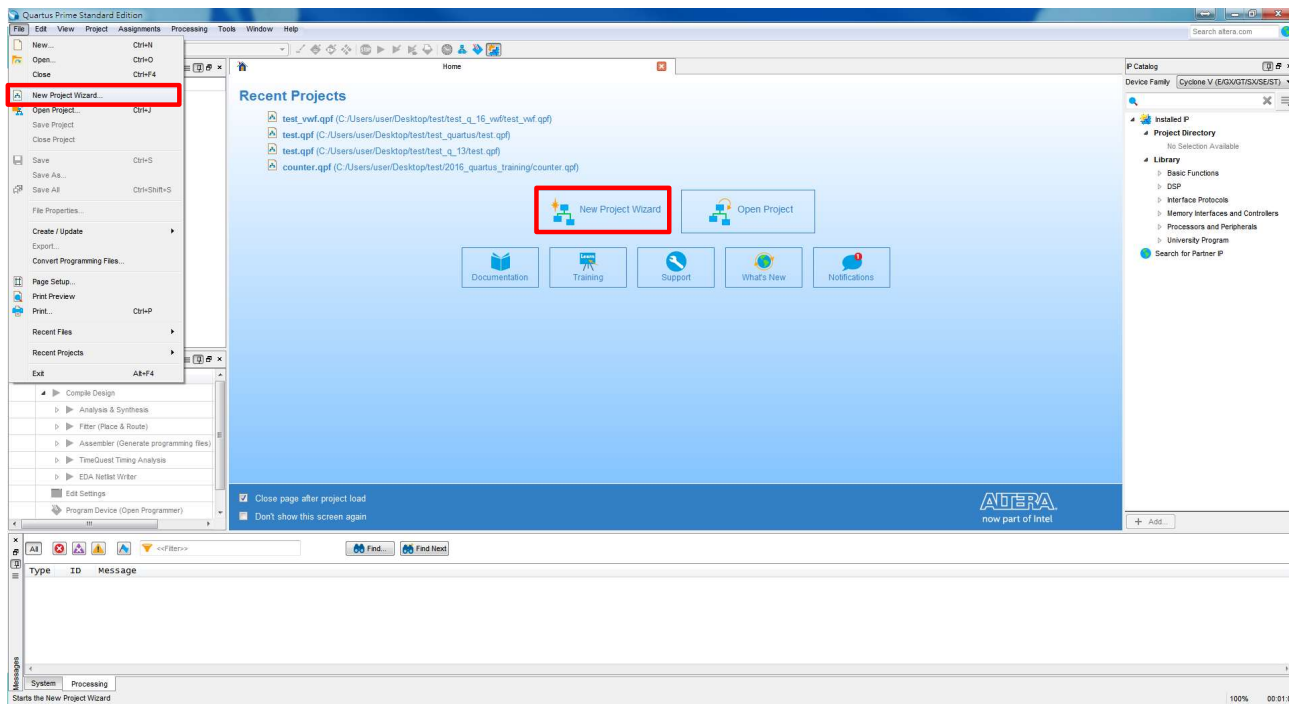 Quartus Prime Standard Edition
File Edit View Project Assignments Processing Tools Window Help
Search altera.com
New... Ctrl+N
Open... Ctrl+O
Close Ctrl+F4
New Project Wizard...
Open Project... Ctrl+J
Save Project
Close Project
Save Ctrl+S
Save As...
Save All Ctrl+Shift+S
File Properties...
Create / Update
Export...
Convert Programming Files...
Page Setup...
Print Preview
Print... Ctrl+P
Recent Files
Recent Projects
Exit Alt+F4
Compile Design
Analysis & Synthesis
Fitter (Place & Route)
Assembler (Generate programming files)
TimeQuest Timing Analysis
EDA Netlist Writer
Edit Settings
Program Device (Open Programmer)
Home
Recent Projects
test_vwf.qpf (C:/Users/user/Desktop/test/test_q_16_vwf/test_vwf.qpf)
test.qpf (C:/Users/user/Desktop/test/test_quartus/test.qpf)
test.qpf (C:/Users/user/Desktop/test/test_q_13/test.qpf)
counter.qpf (C:/Users/user/Desktop/test/2016_quartus_training/counter.qpf)
New Project Wizard
Open Project
Documentation
Learn
Training
Support
What's New
Notifications
Close page after project load
Don't show this screen again
ALTERA
now part of Intel
IP Catalog
Device Family Cyclone V (E/GX/GT/SX/SE/ST)
Installed IP
Project Directory
No Selection Available
Library
Basic Functions
DSP
Interface Protocols
Memory Interfaces and Controllers
Processors and Peripherals
University Program
Search for Partner IP
+ Add...
All <<Filter>> Find... Find Next
Type ID Message
Messages
System Processing
Starts the New Project Wizard
100% 00:01: